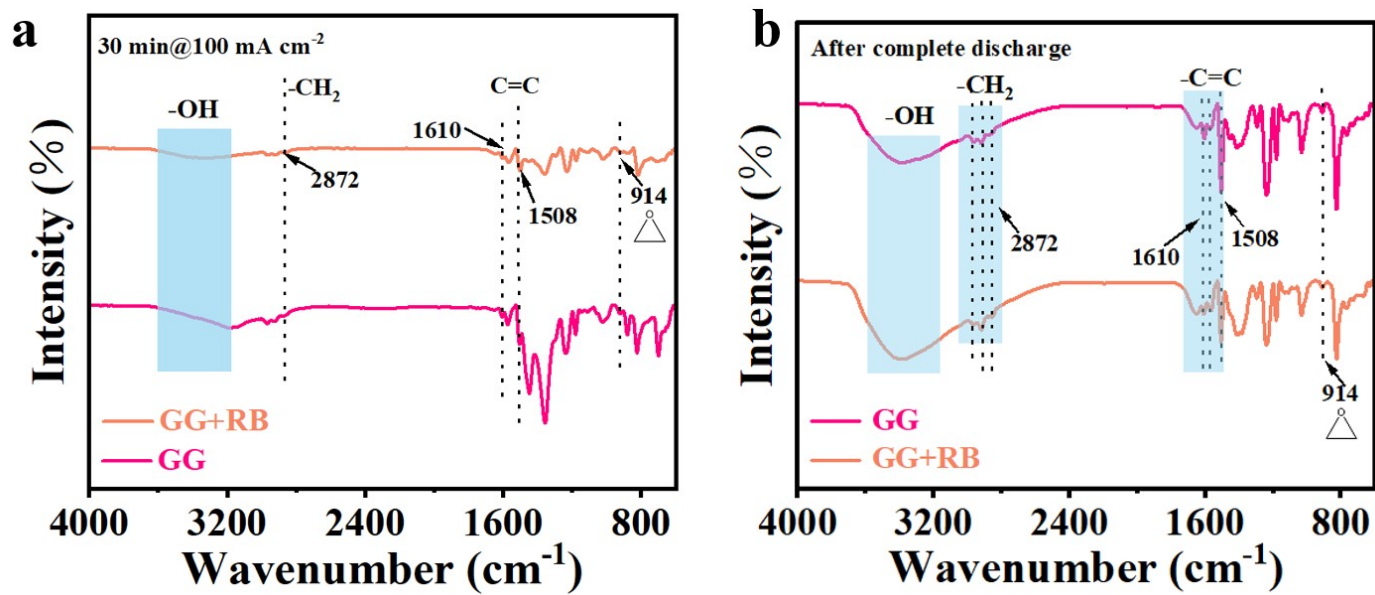 a
30 min@100 mA cm-2
-OH
-CH2
C=C
1610
2872
1508
914
O
GG+RB
GG
Intensity (%)
4000 3200 2400 1600 800
Wavenumber (cm-1)
b
After complete discharge
-OH
-CH2
-C=C
2872
1610
1508
914
O
GG
GG+RB
Intensity (%)
4000 3200 2400 1600 800
Wavenumber (cm-1)